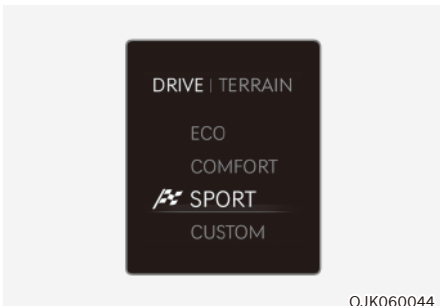 DRIVE | TERRAIN
ECO
COMFORT
SPORT
CUSTOM
OJK060044